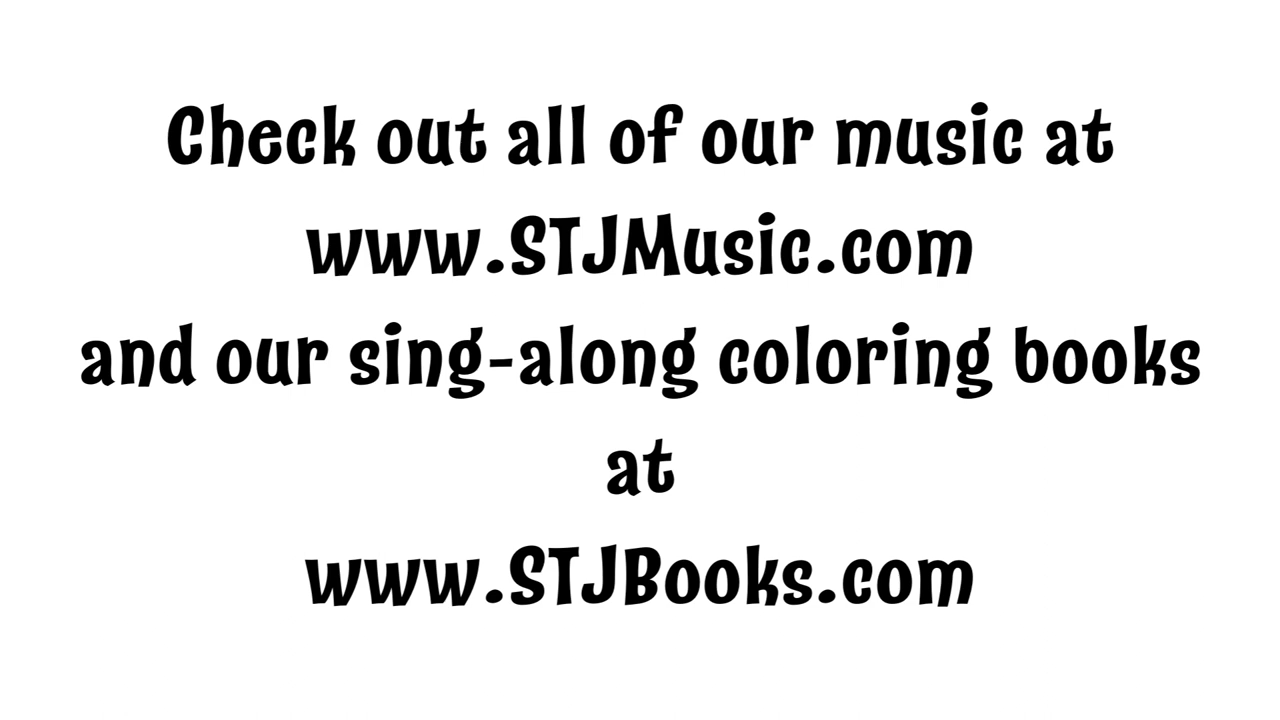 Check out all of our music at
www.STJMusic.com
and our sing-along coloring books
at
www.STJBooks.com